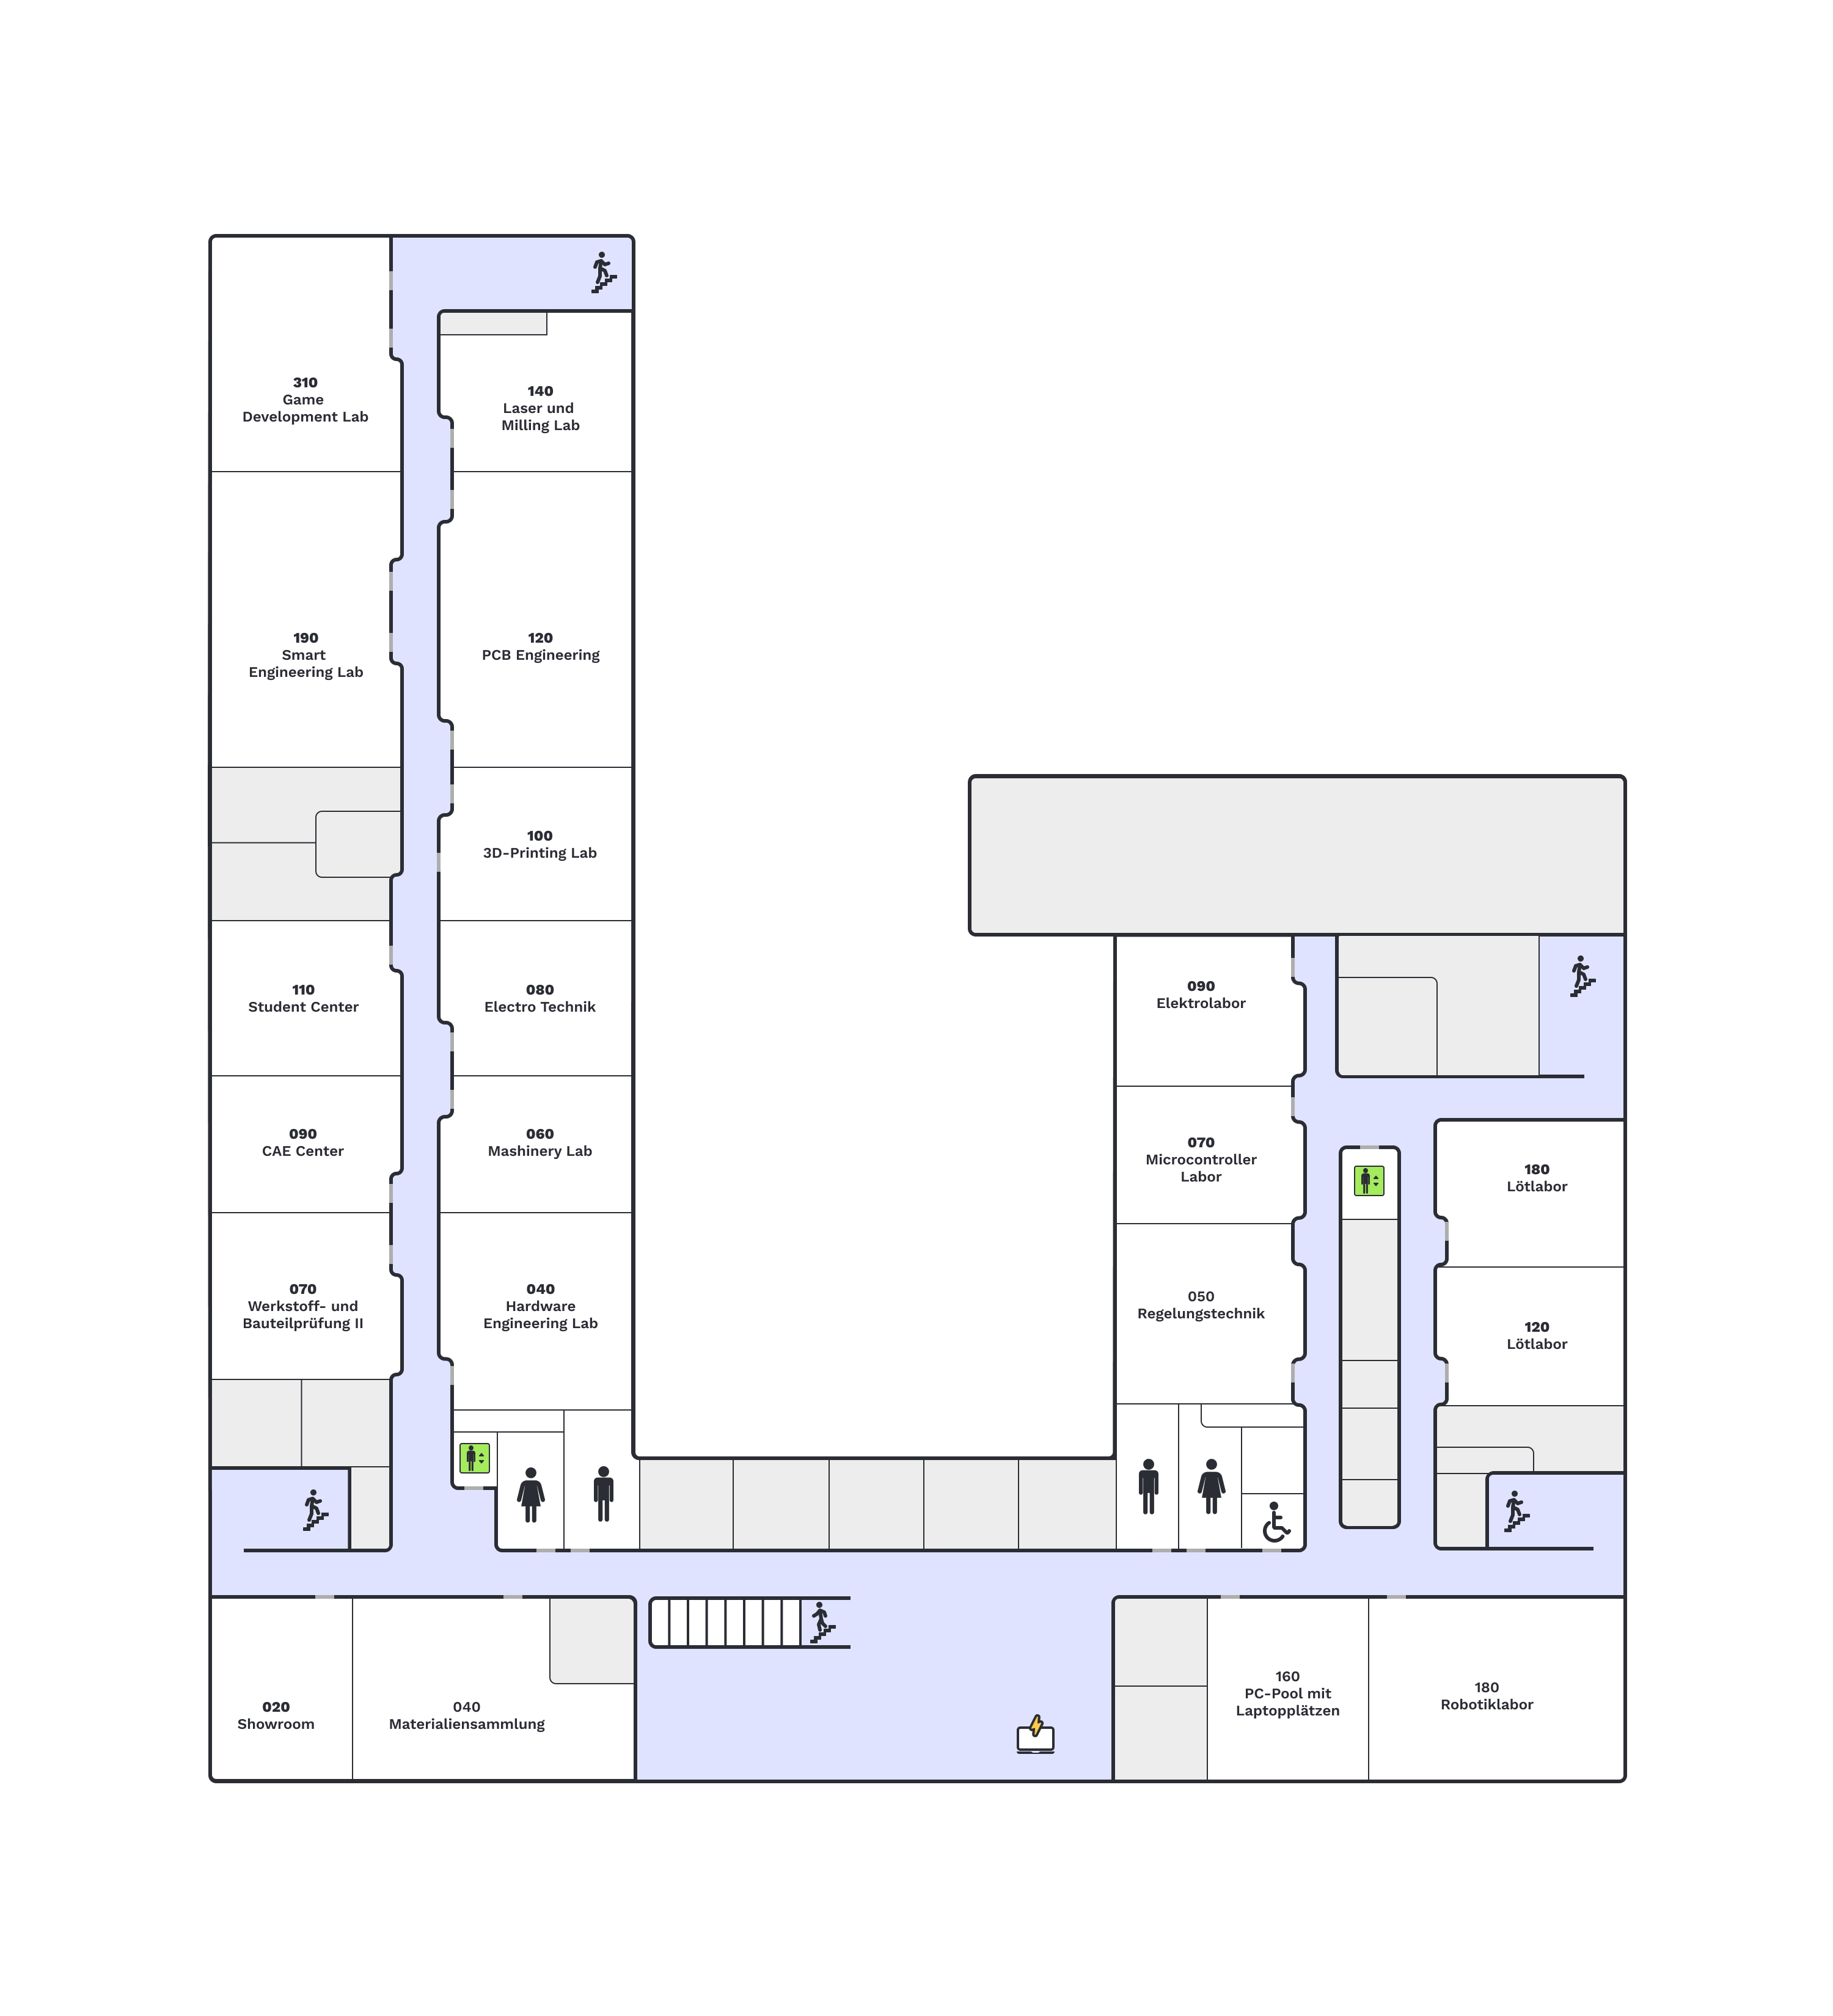 310
Game
Development Lab
140
Laser und
Milling Lab
190
Smart
Engineering Lab
120
PCB Engineering
100
3D-Printing Lab
110
Student Center
080
Electro Technik
090
CAE Center
060
Mashinery Lab
070
Werkstoff- und
Bauteilprüfung II
040
Hardware
Engineering Lab
090
Elektrolabor
070
Microcontroller
Labor
180
Lötlabor
050
Regelungstechnik
120
Lötlabor
020
Showroom
040
Materialiensammlung
160
PC-Pool mit
Laptopplätzen
180
Robotiklabor